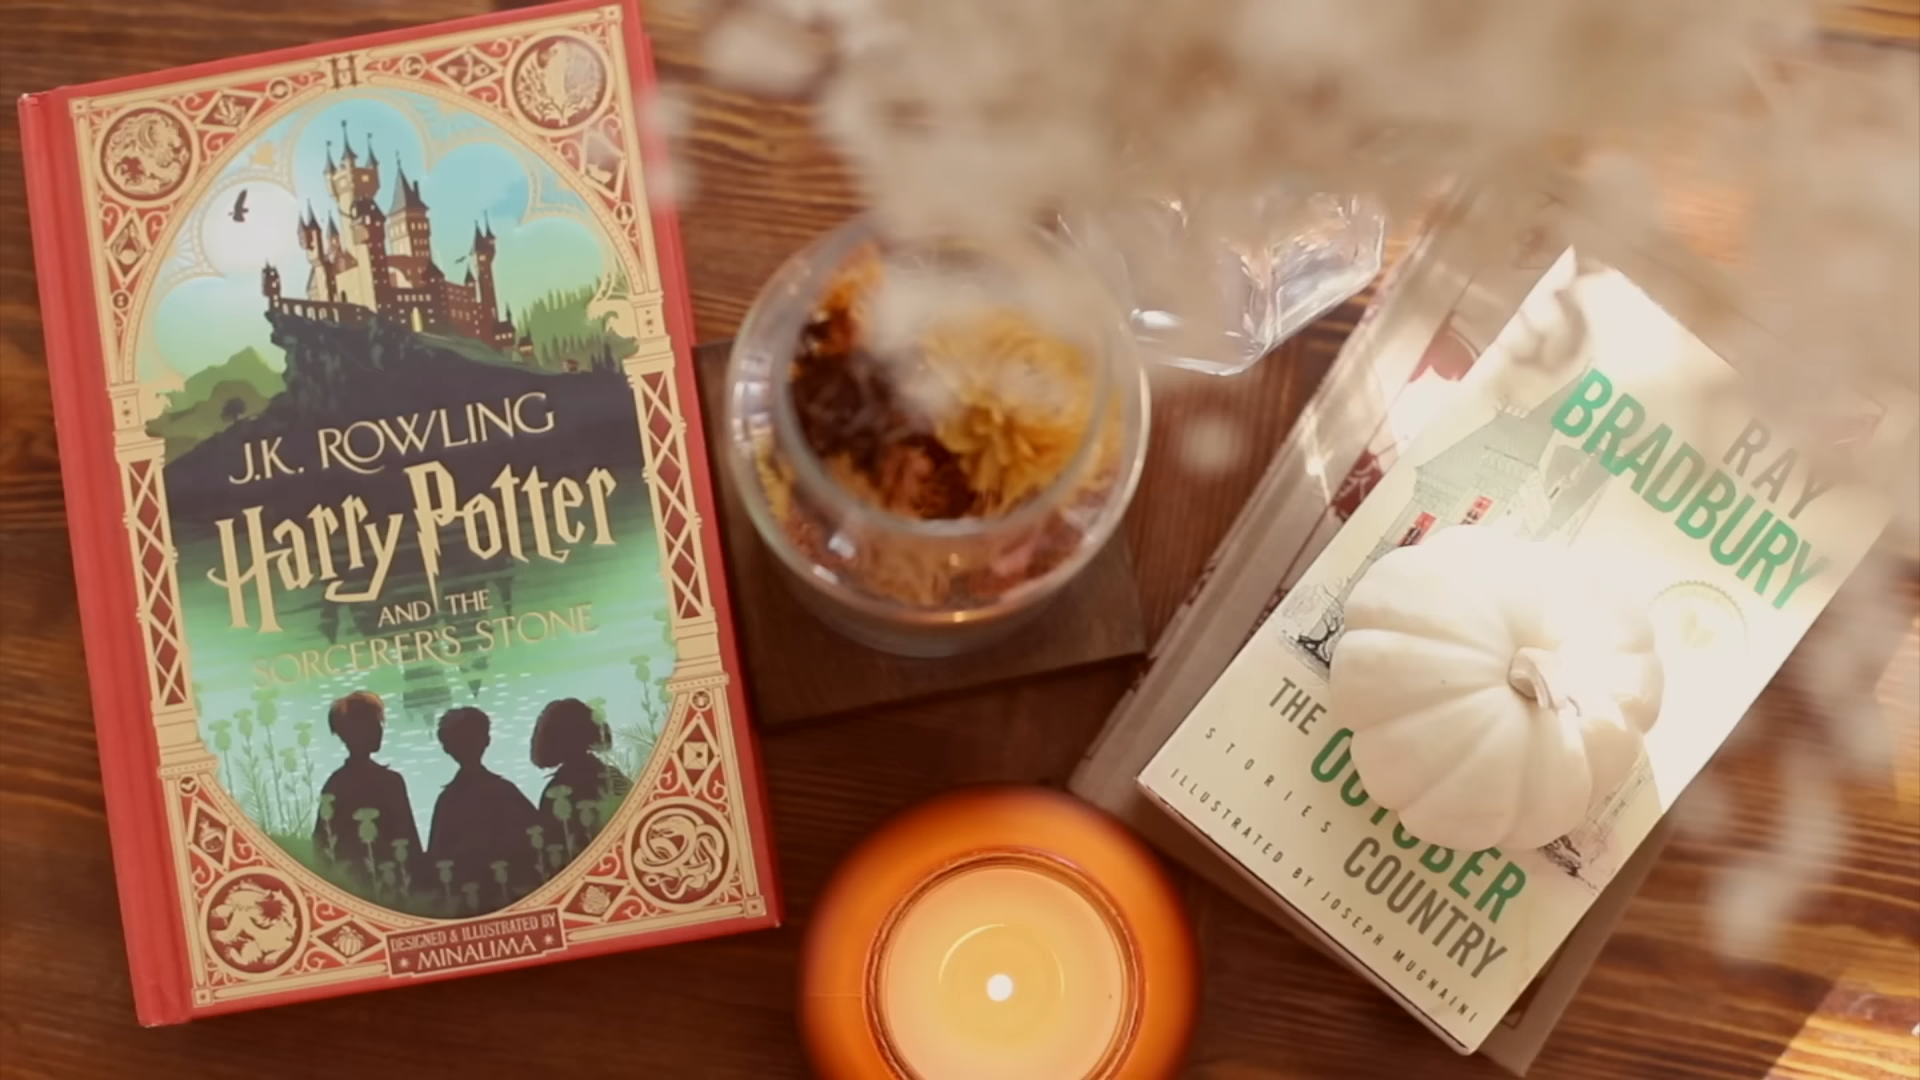 H
J.K. ROWLING
Harry Potter
AND THE
SORCERER'S STONE
DESIGNED & ILLUSTRATED BY
MINALIMA
RAY
BRADBURY
THE OCTOBER
COUNTRY
STORIES
ILLUSTRATED BY JOSEPH MUGNAINI